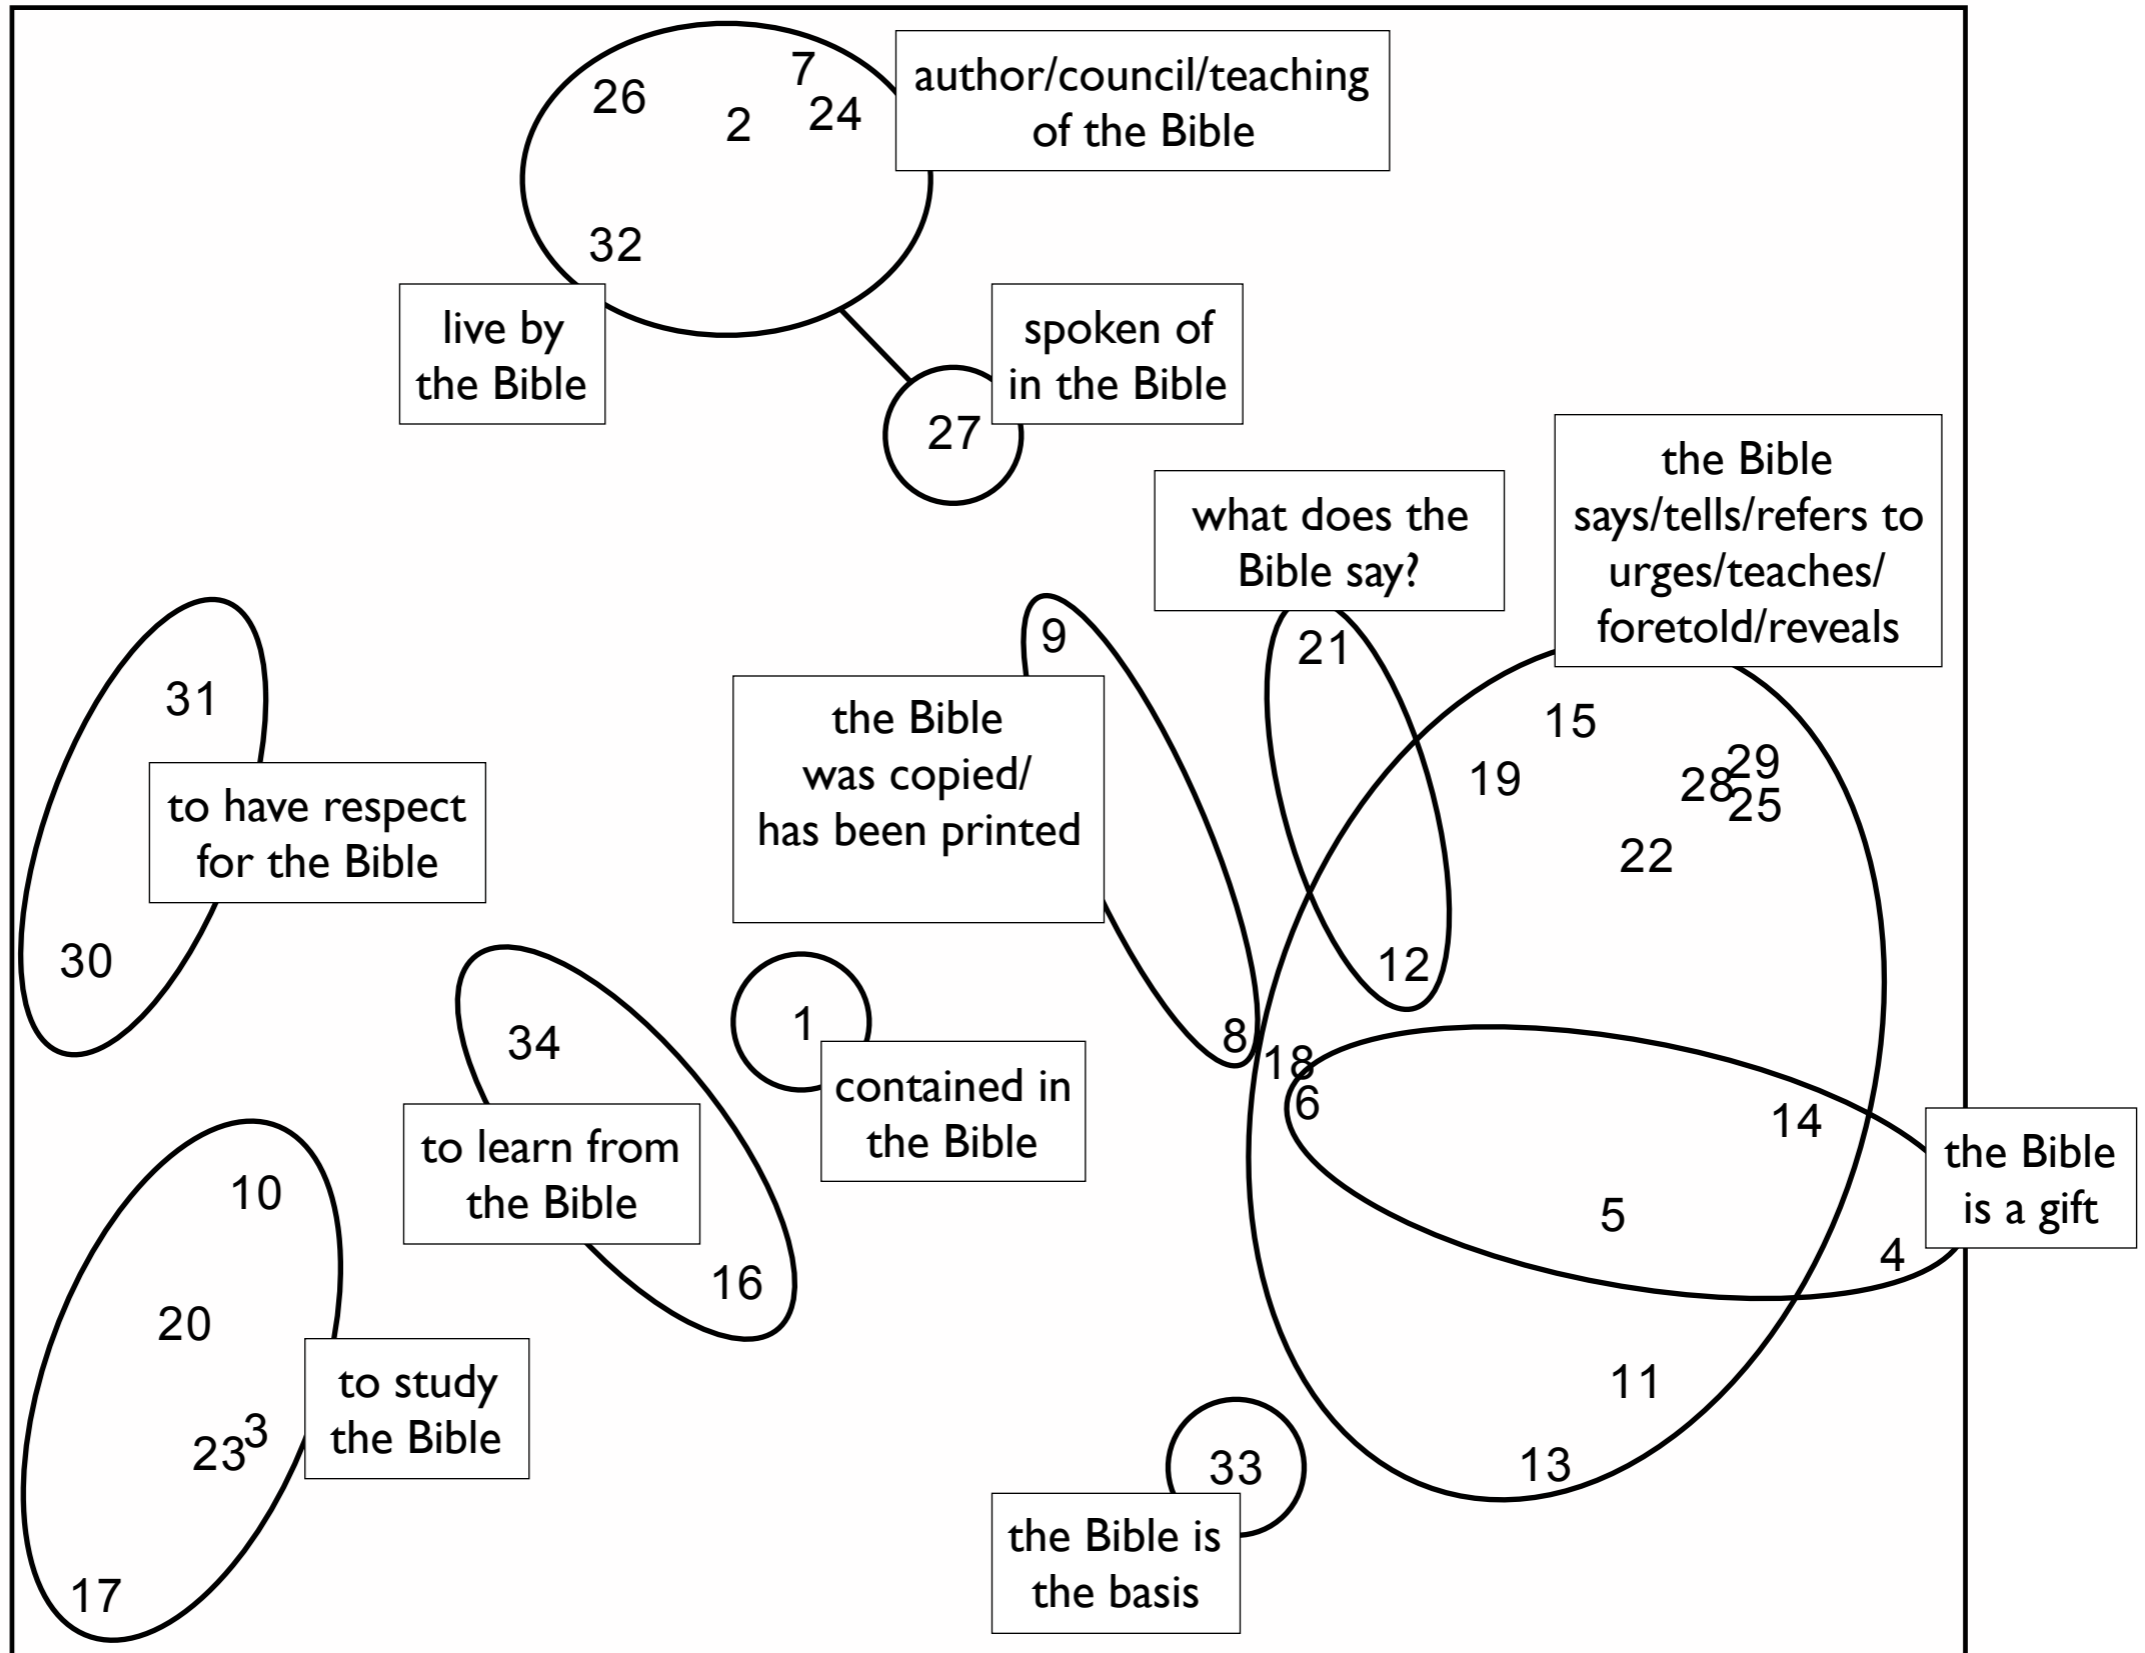 7
26
2
24
author/council/teaching
of the Bible
32
live by
the Bible
spoken of
in the Bible
27
the Bible
says/tells/refers to
urges/teaches/
foretold/reveals
what does the
Bible say?
9
21
31
15
the Bible
was copied/
has been printed
19
29
28
25
to have respect
for the Bible
22
30
12
34
1
8
18
6
contained in
the Bible
14
to learn from
the Bible
the Bible
is a gift
10
5
4
16
20
to study
the Bible
11
3
23
33
13
the Bible is
the basis
17